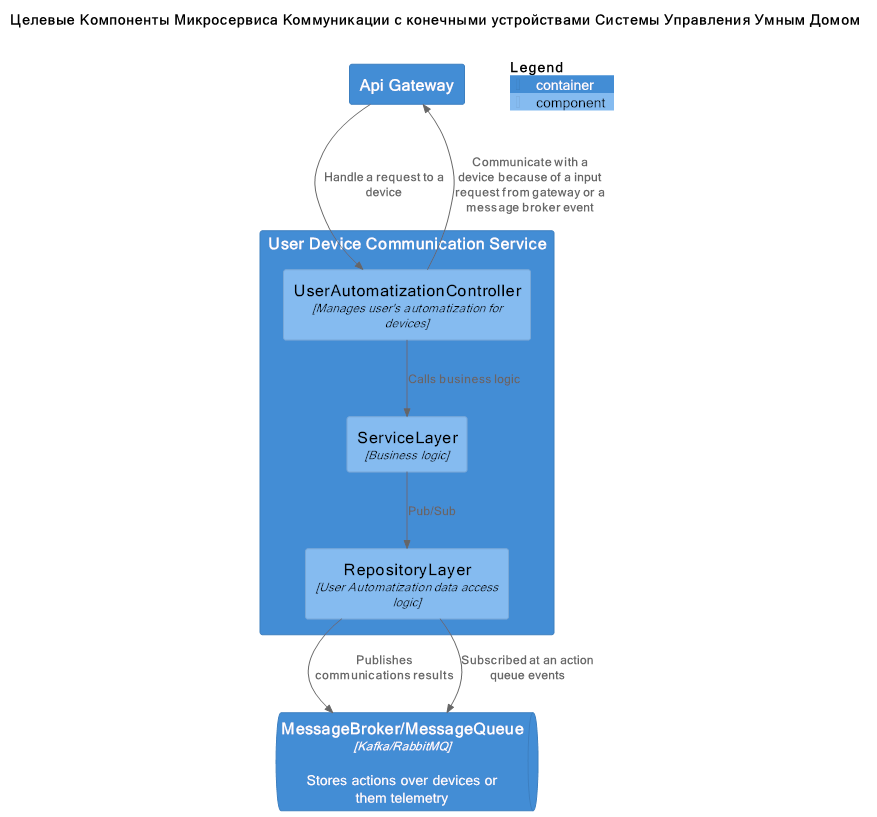 Целевые Компоненты Микросервиса Коммуникации с конечными устройствами Системы Управления Умным Домом
Api Gateway
Legend
container
component
Handle a request to a
device
Communicate with a
device because of a input
request from gateway or a
message broker event
User Device Communication Service
UserAutomatizationController
[Manages user's automatization for
devices]
Calls business logic
ServiceLayer
[Business logic]
Pub/Sub
RepositoryLayer
[User Automatization data access
logic]
Publishes
communications results
Subscribed at an action
queue events
MessageBroker/MessageQueue
[Kafka/RabbitMQ]
Stores actions over devices or
them telemetry